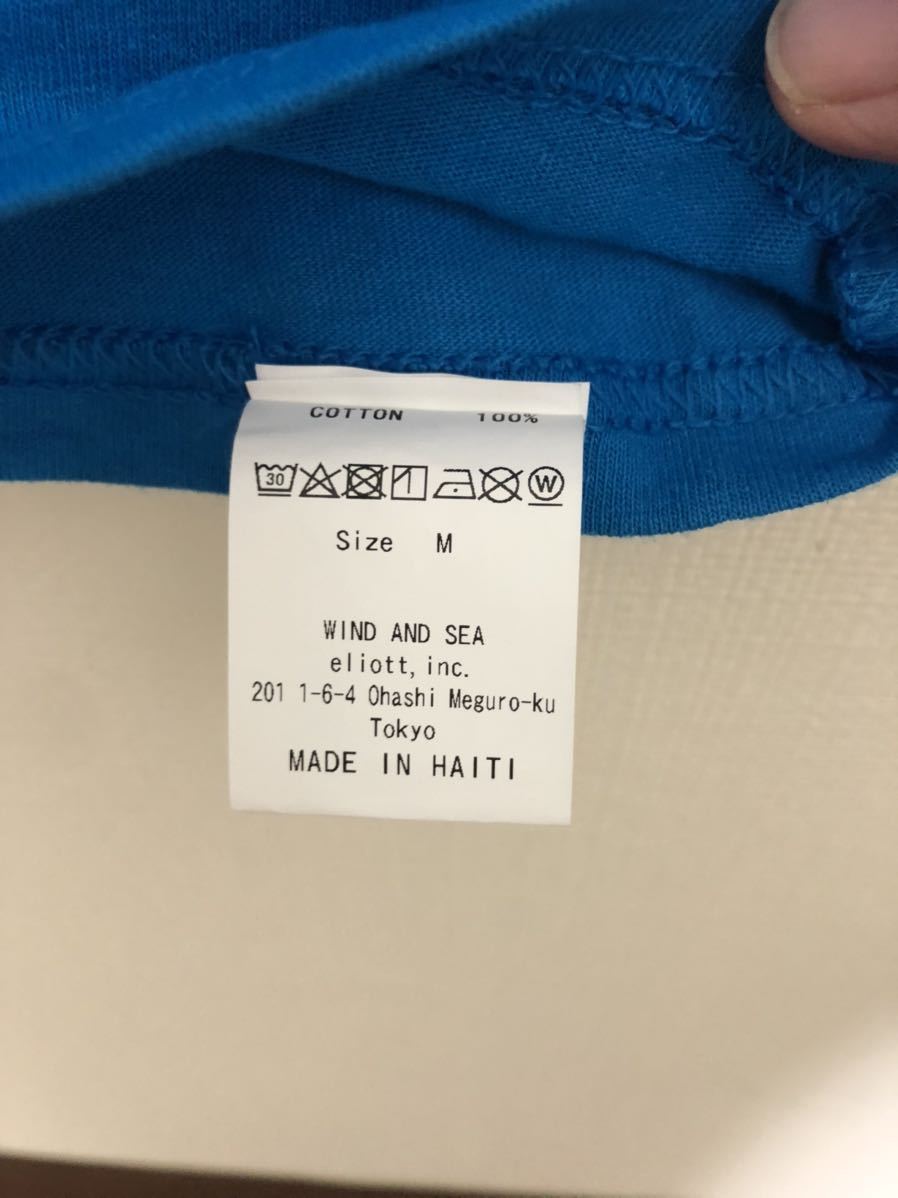 COTTON 100%
30 W
Size M
WIND AND SEA
eliott, inc.
201 1-6-4 Ohashi Meguro-ku
Tokyo
MADE IN HAITI